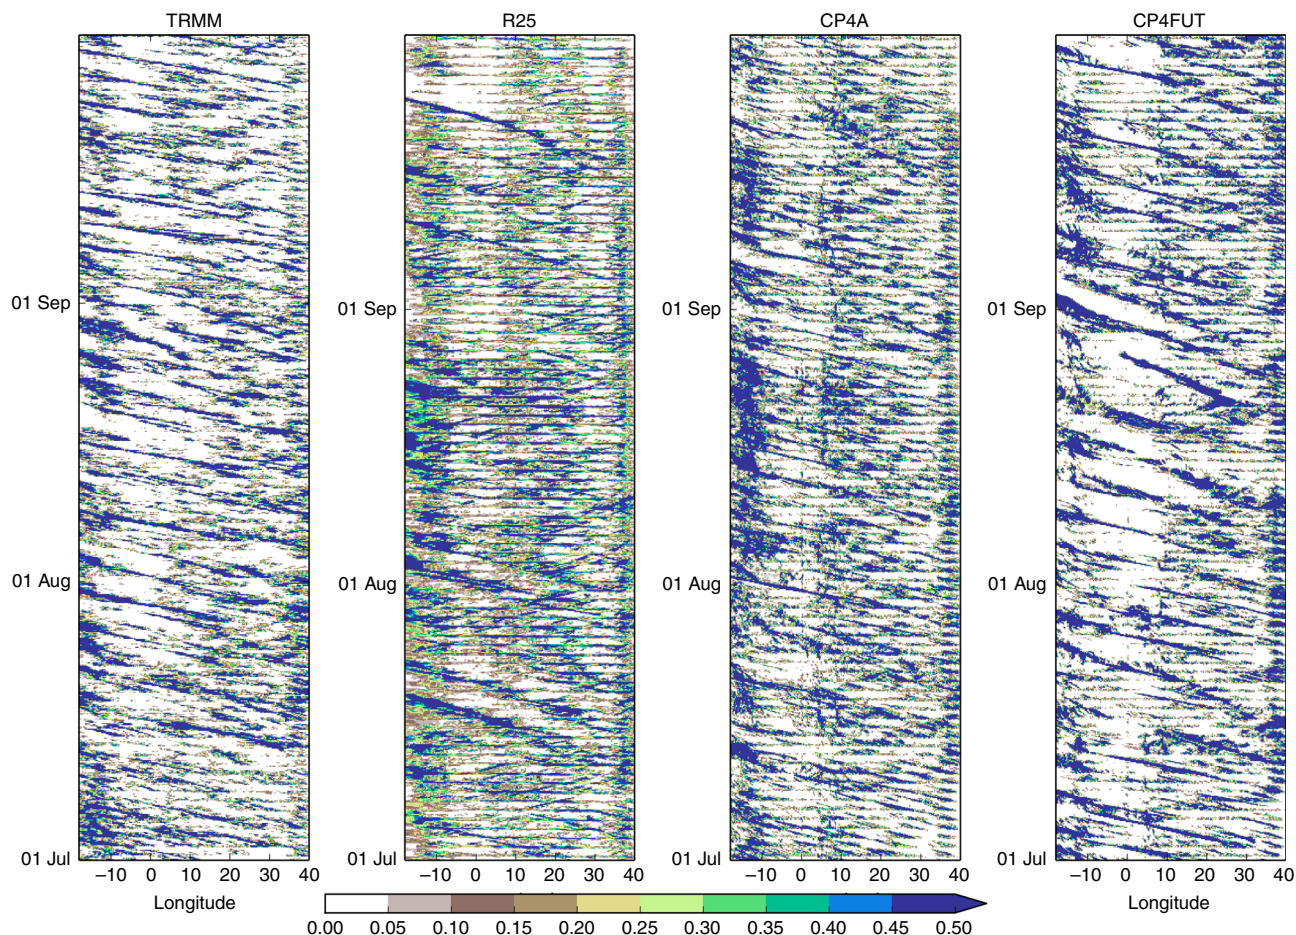 TRMM R25 CP4A CP4FUT
01 Sep 01 Sep 01 Sep 01 Sep
01 Aug 01 Aug 01 Aug 01 Aug
01 Jul 01 Jul 01 Jul 01 Jul
−10 0 10 20 30 40 −10 0 10 20 30 40 −10 0 10 20 30 40 −10 0 10 20 30 40
Longitude Longitude
0.00 0.05 0.10 0.15 0.20 0.25 0.30 0.35 0.40 0.45 0.50